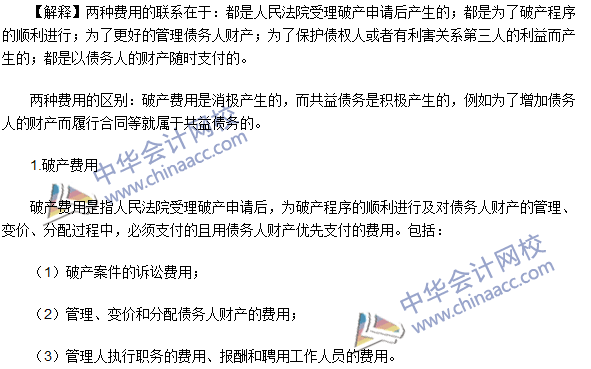 【解释】两种费用的联系在于：都是人民法院受理破产申请后产生的；都是为了破产程序
的顺利进行；为了更好的管理债务人财产；为了保护债权人或者有利害关系第三人的利益而产
生的；都是以债务人的财产随时支付的。
两种费用的区别：破产费用是消极产生的，而共益债务是积极产生的，例如为了增加债务
人的财产而履行合同等就属于共益债务的。
1.破产费用
中华会计网校
www.chinaacc.com
破产费用是指人民法院受理破产申请后，为破产程序的顺利进行及对债务人财产的管理、
变价、分配过程中，必须支付的且用债务人财产优先支付的费用。包括：
（1）破产案件的诉讼费用；
（2）管理、变价和分配债务人财产的费用；
中华会计网校
www.chinaacc.com
（3）管理人执行职务的费用、报酬和聘用工作人员的费用。